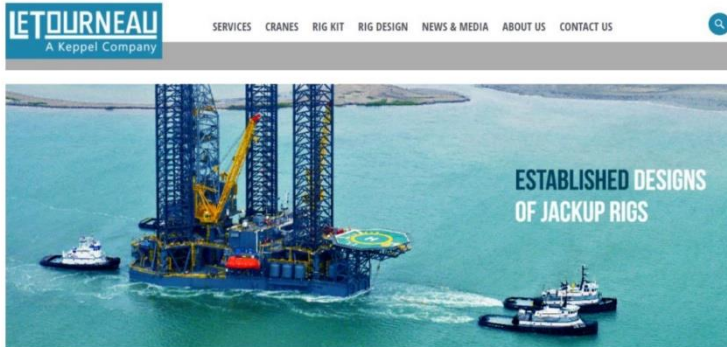 LETOURNEAU
A Keppel Company
SERVICES CRANES RIG KIT RIG DESIGN NEWS & MEDIA ABOUT US CONTACT US
ESTABLISHED DESIGNS
OF JACKUP RIGS